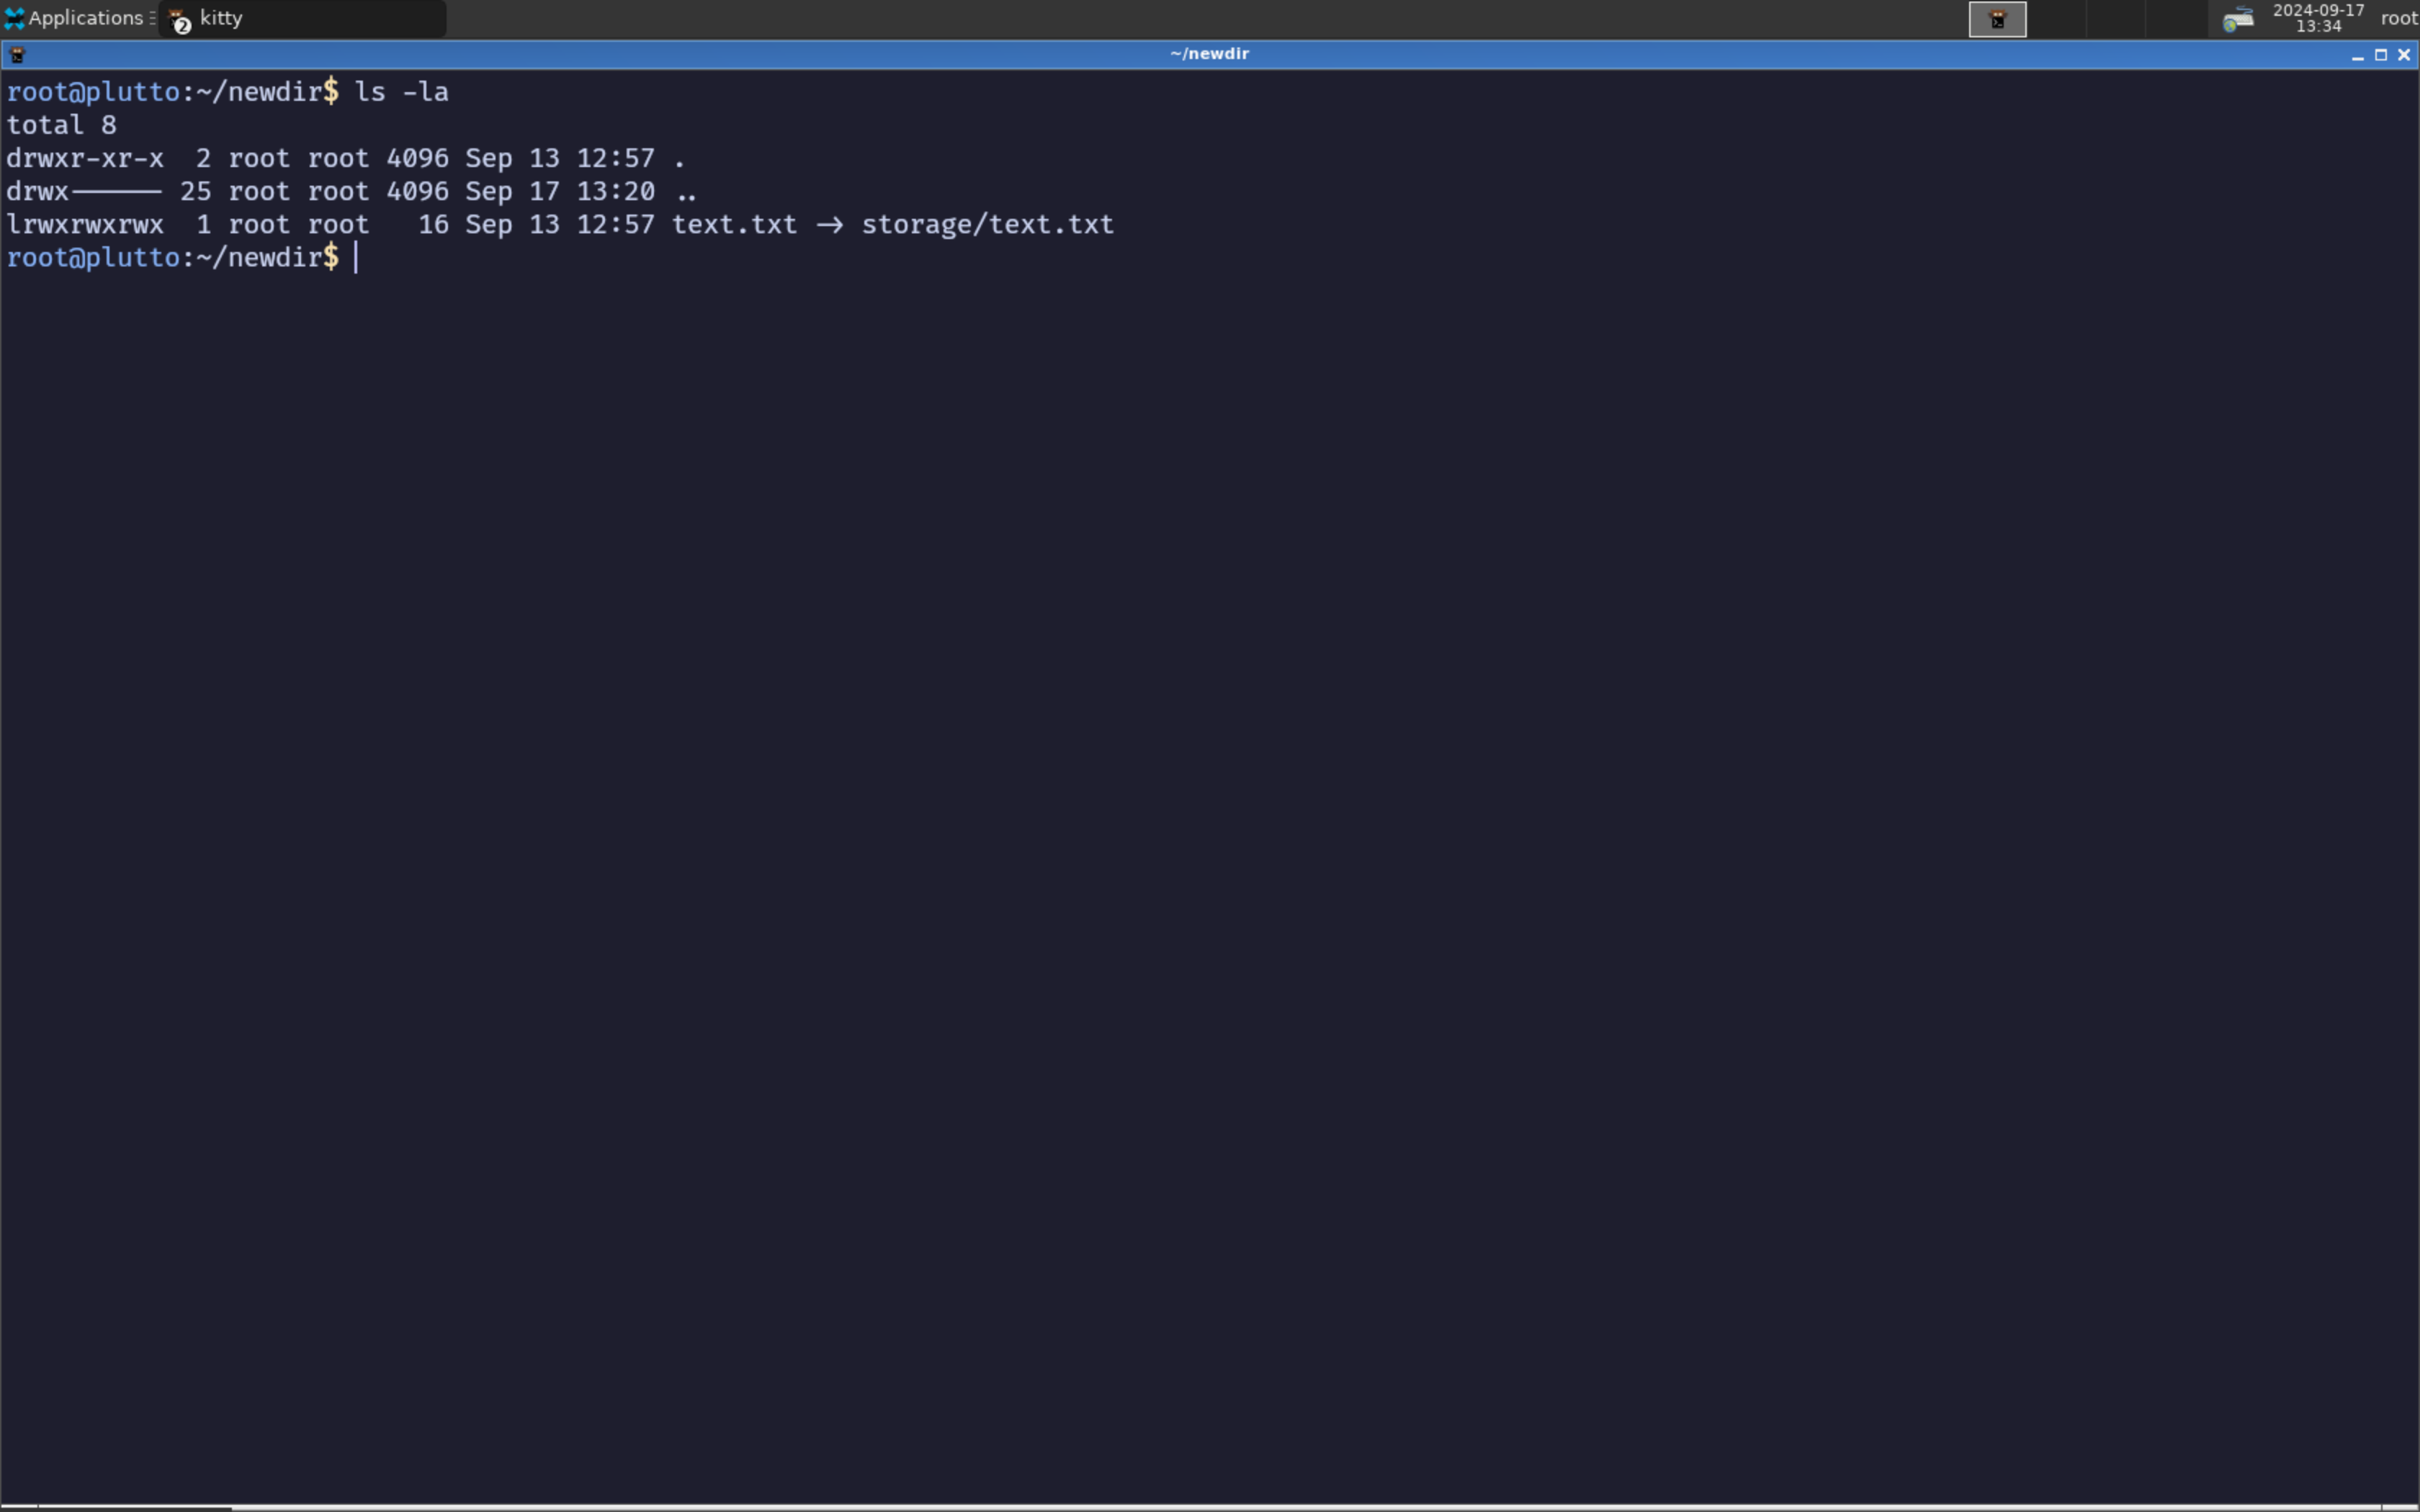 Applications kitty 2024-09-17 root
2 13:34
~/newdir
root@plutto:~/newdir$ ls -la
total 8
drwxr-xr-x  2 root root 4096 Sep 13 12:57 .
drwx------ 25 root root 4096 Sep 17 13:20 ..
lrwxrwxrwx  1 root root   16 Sep 13 12:57 text.txt -> storage/text.txt
root@plutto:~/newdir$